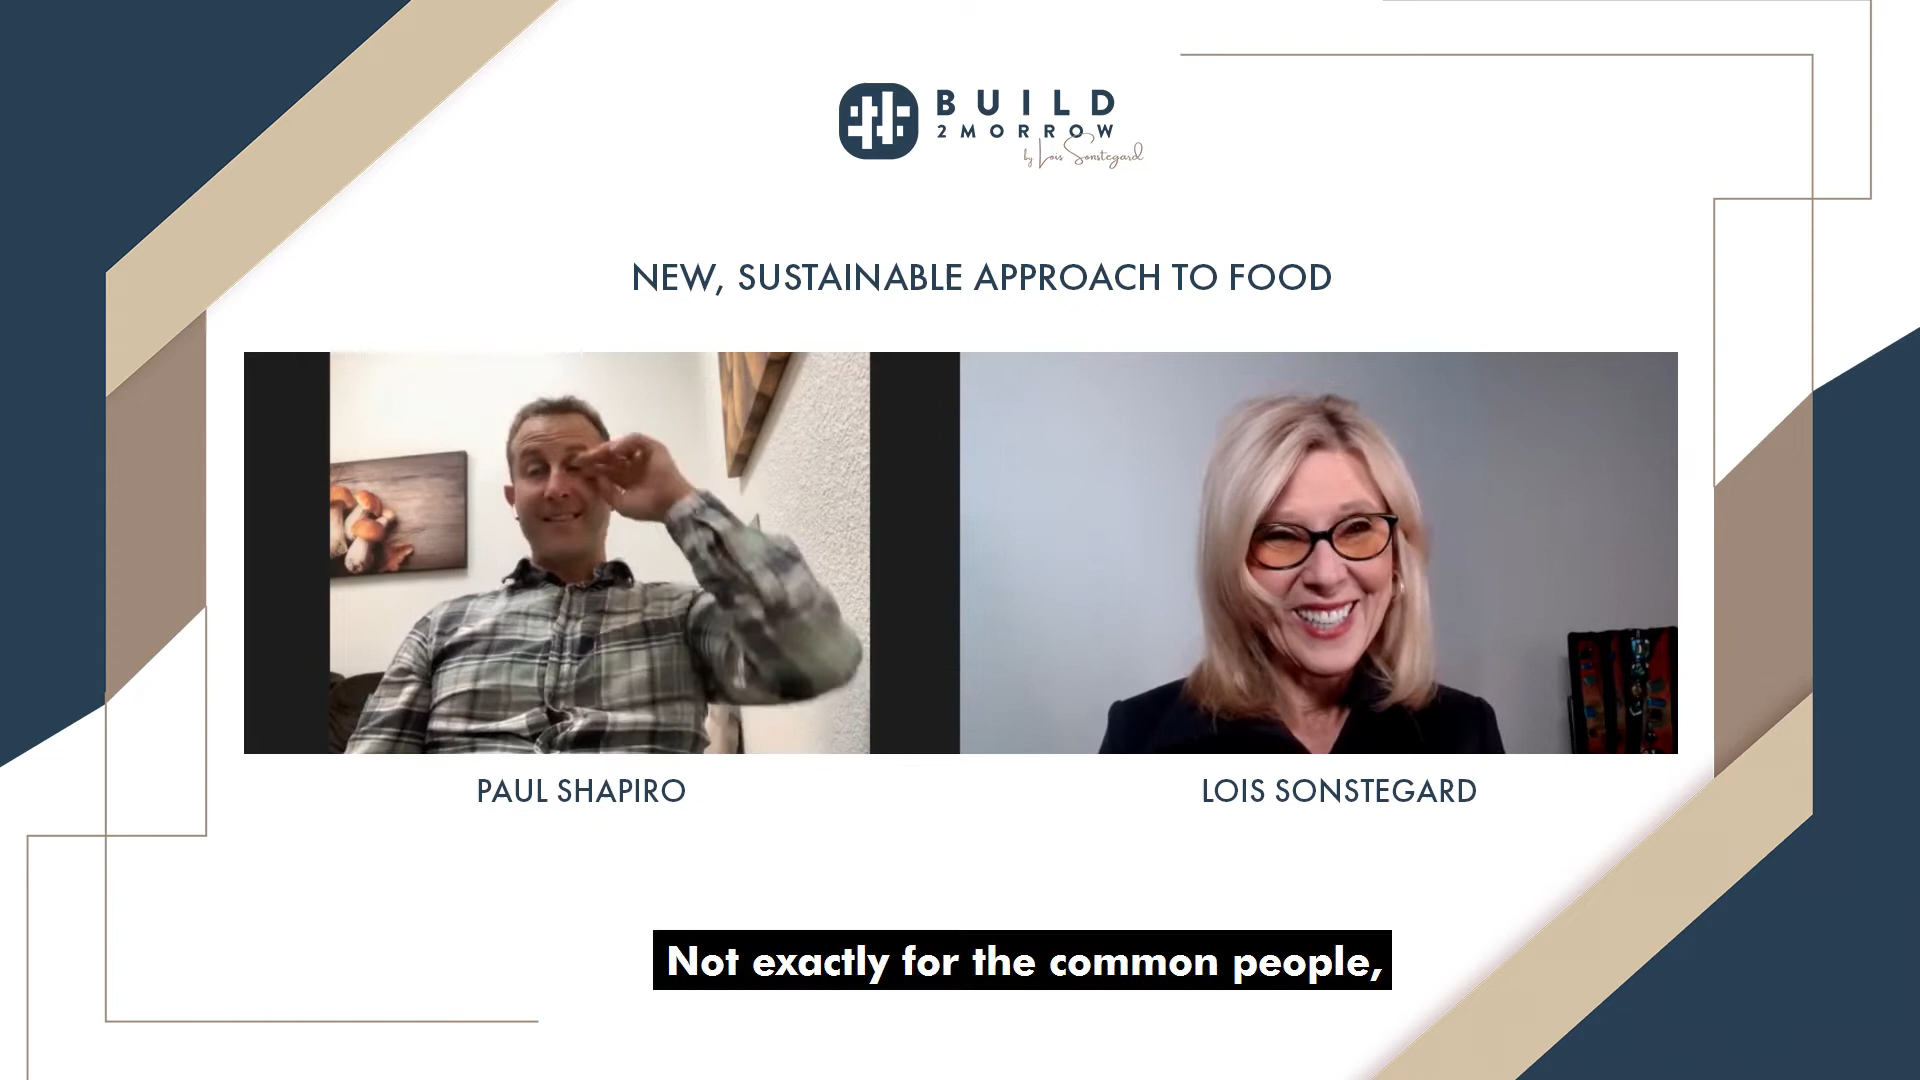 BUILD
2MORROW
by Lois Sonstegard
NEW, SUSTAINABLE APPROACH TO FOOD
PAUL SHAPIRO
LOIS SONSTEGARD
Not exactly for the common people,